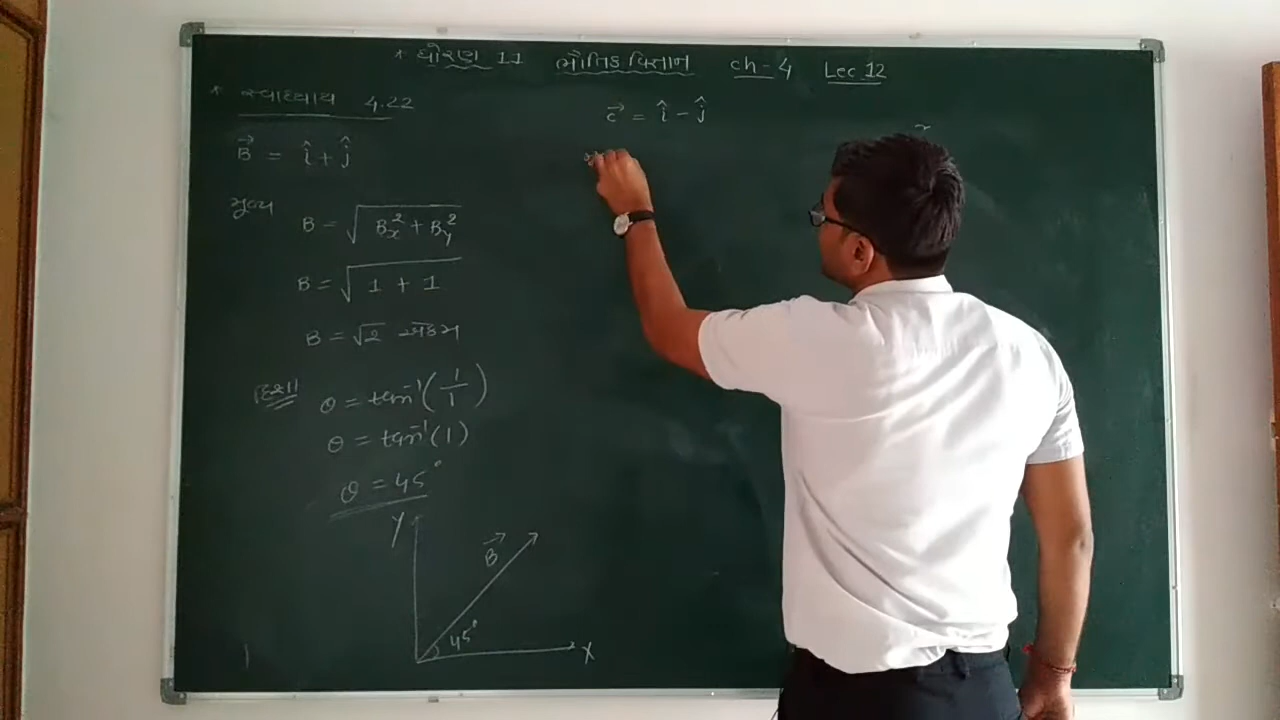 * ધોરણ 11 ભૌતિક વિજ્ઞાન ch-4 Lec 12
* સ્વાધ્યાય 4.22
B⃗ = î + ĵ
મૂલ્ય B = √(Bx² + By²)
B = √(1 + 1)
B = √2 એકમ
દિશા θ = tan⁻¹(1/1)
θ = tan⁻¹(1)
θ = 45°
Y
B⃗
45°
X
c⃗ = î - ĵ